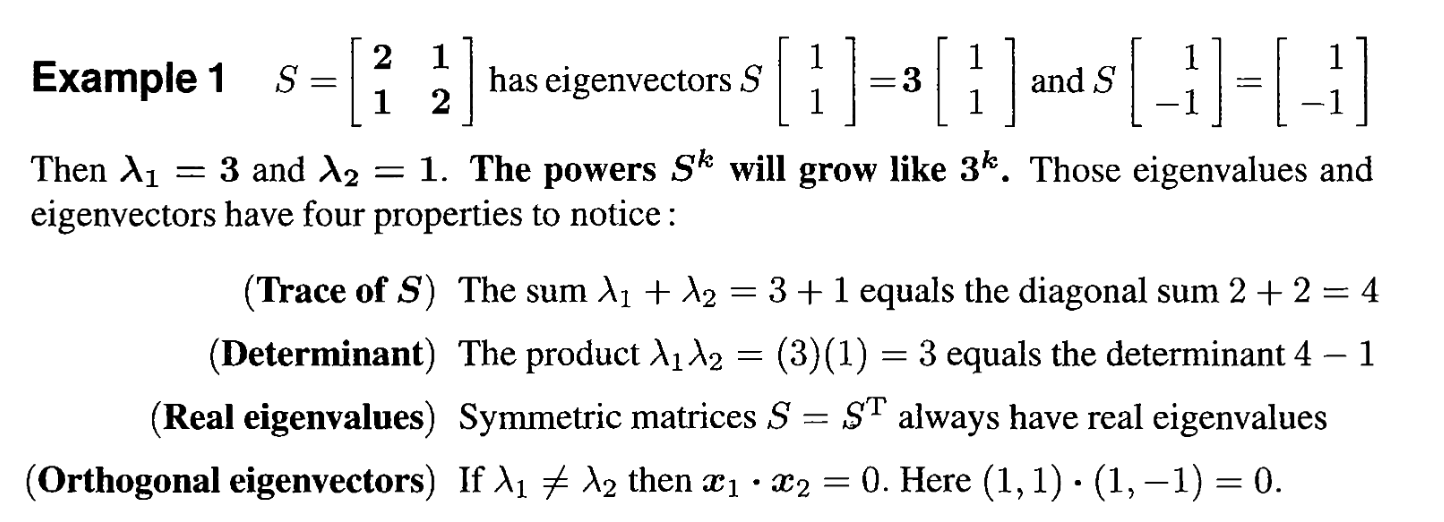 Example 1 S = [2 1; 1 2] has eigenvectors S [1; 1] = 3 [1; 1] and S [1; −1] = [1; −1]
Then λ₁ = 3 and λ₂ = 1. The powers Sᵏ will grow like 3ᵏ. Those eigenvalues and
eigenvectors have four properties to notice :
(Trace of S) The sum λ₁ + λ₂ = 3 + 1 equals the diagonal sum 2 + 2 = 4
(Determinant) The product λ₁λ₂ = (3)(1) = 3 equals the determinant 4 − 1
(Real eigenvalues) Symmetric matrices S = Sᵀ always have real eigenvalues
(Orthogonal eigenvectors) If λ₁ ≠ λ₂ then x₁ · x₂ = 0. Here (1, 1) · (1, −1) = 0.